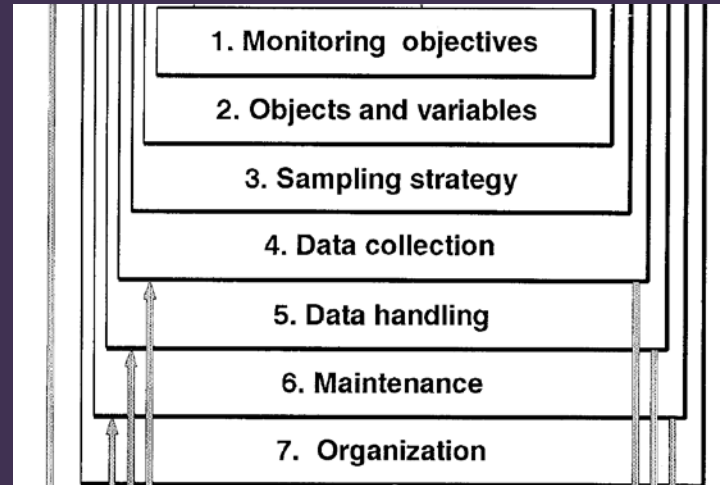 1. Monitoring objectives
2. Objects and variables
3. Sampling strategy
4. Data collection
5. Data handling
6. Maintenance
7. Organization